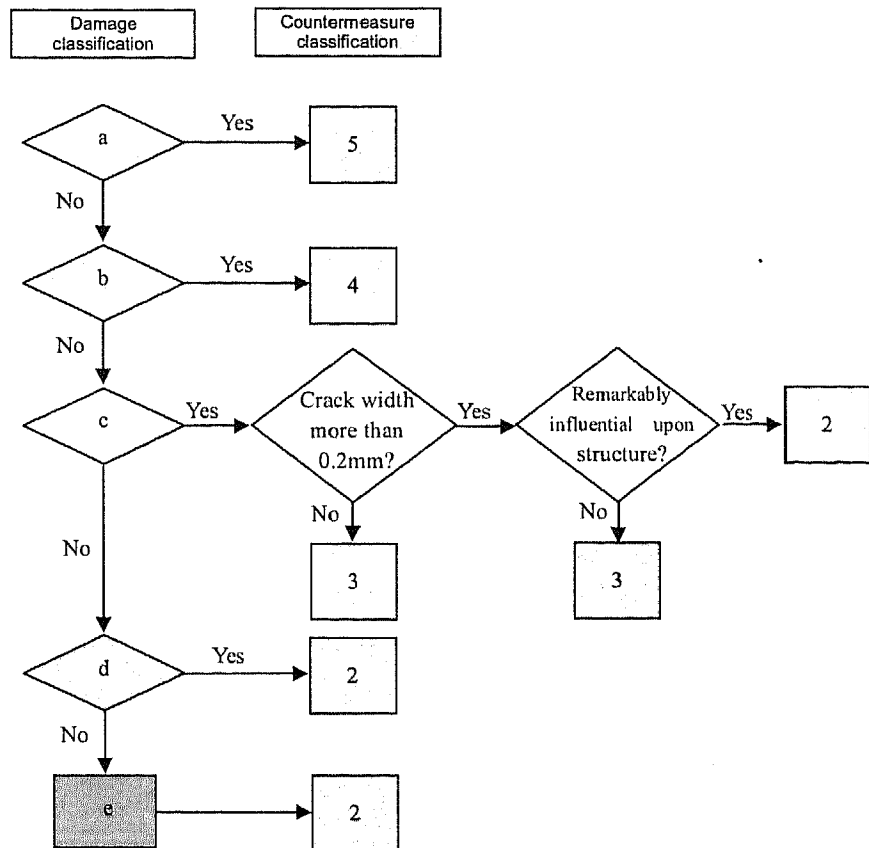 Damage
classification
Countermeasure
classification
a
Yes
5
No
b
Yes
4
No
c
Yes
Crack width
more than
0.2mm?
Yes
Remarkably
influential upon
structure?
Yes
2
No
No
No
3
3
d
Yes
2
No
e
2